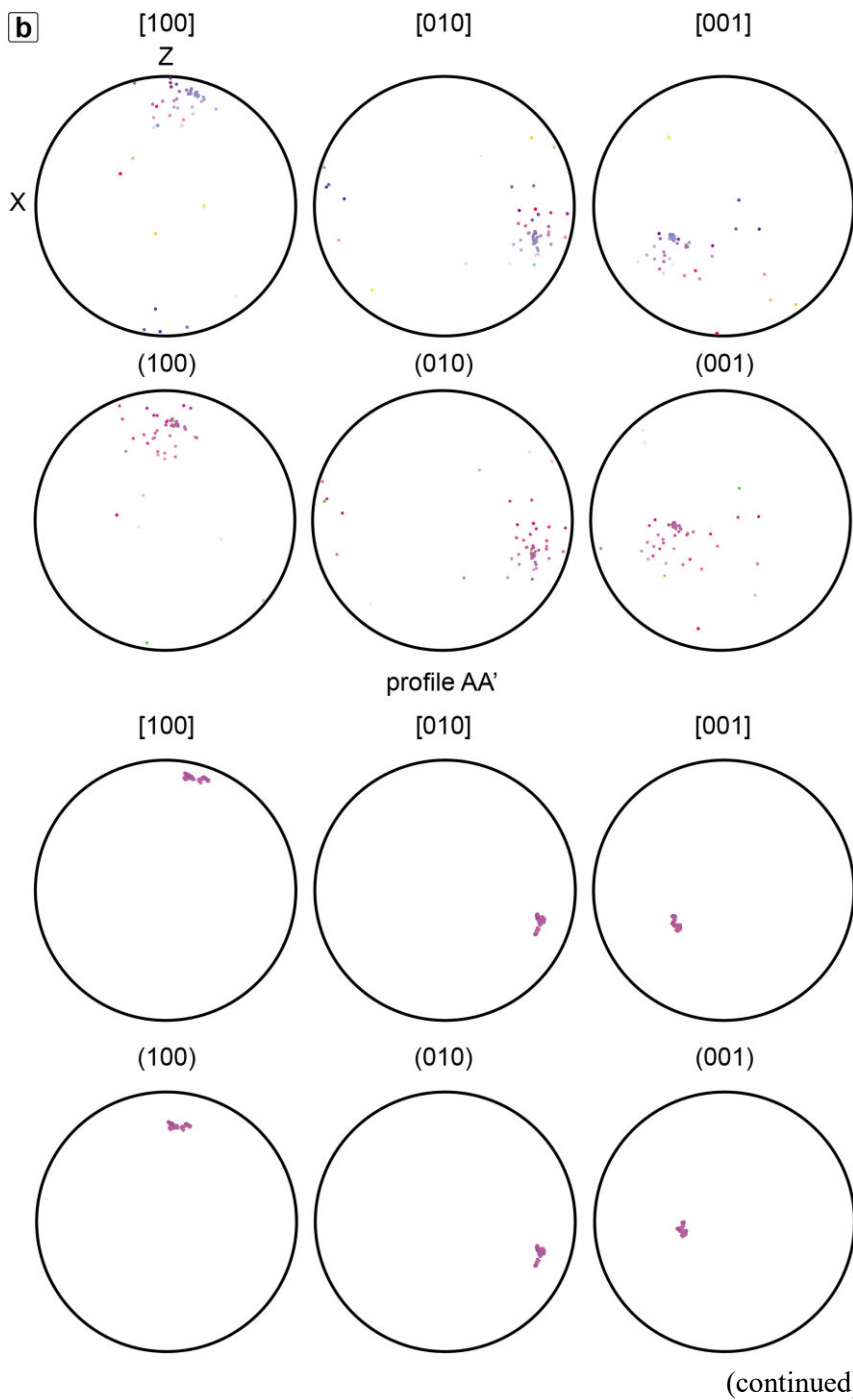 b [100] [010] [001]
Z
X
(100) (010) (001)
profile AA'
[100] [010] [001]
(100) (010) (001)
(continued